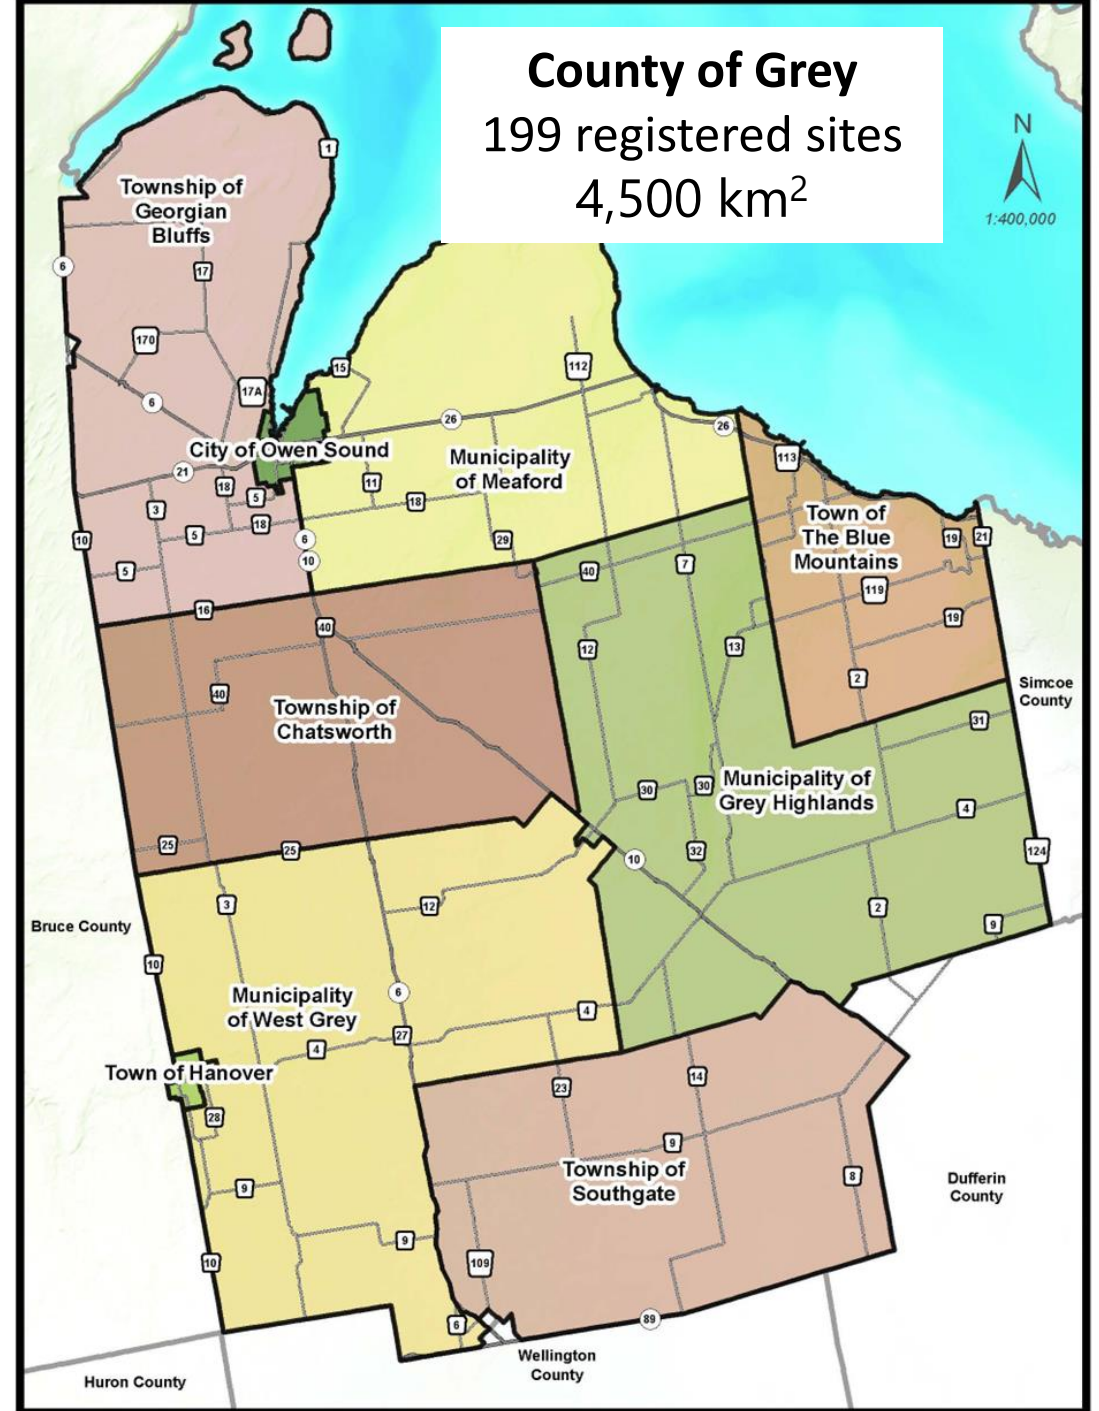 County of Grey
199 registered sites
4,500 km²
N
1:400,000
1
Township of
Georgian
Bluffs
6
17
170
15
112
17A
6
26
26
City of Owen Sound
Municipality
of Meaford
113
21
18
5
11
18
3
18
5
Town of
The Blue
Mountains
10
6
29
19
21
10
5
40
7
119
16
40
12
13
19
40
2
Simcoe
County
Township of
Chatsworth
31
30
30
Municipality of
Grey Highlands
4
25
25
10
32
124
3
12
2
9
Bruce County
10
6
Municipality
of West Grey
4
27
4
Town of Hanover
23
14
28
9
Township of
Southgate
8
Dufferin
County
9
9
10
109
6
89
Wellington
County
Huron County